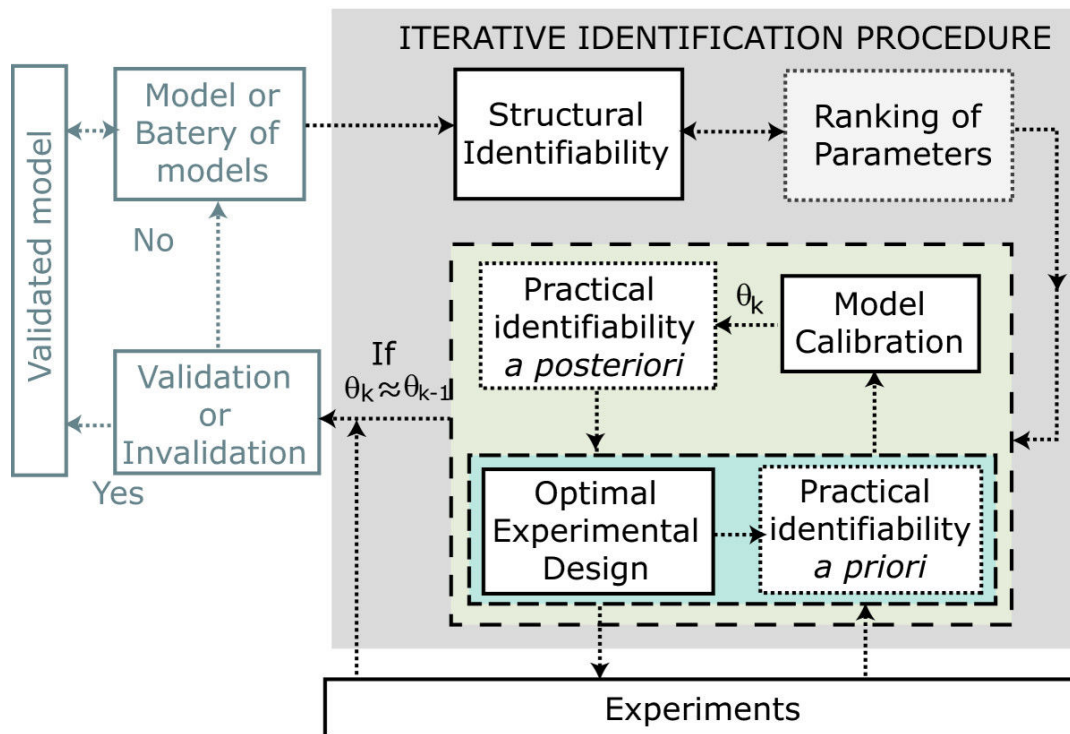 ITERATIVE IDENTIFICATION PROCEDURE
Validated model
Model or
Batery of
models
Structural
Identifiability
Ranking of
Parameters
No
Practical
identifiability
a posteriori
θk
Model
Calibration
If
θk≈θk-1
Validation
or
Invalidation
Yes
Optimal
Experimental
Design
Practical
identifiability
a priori
Experiments